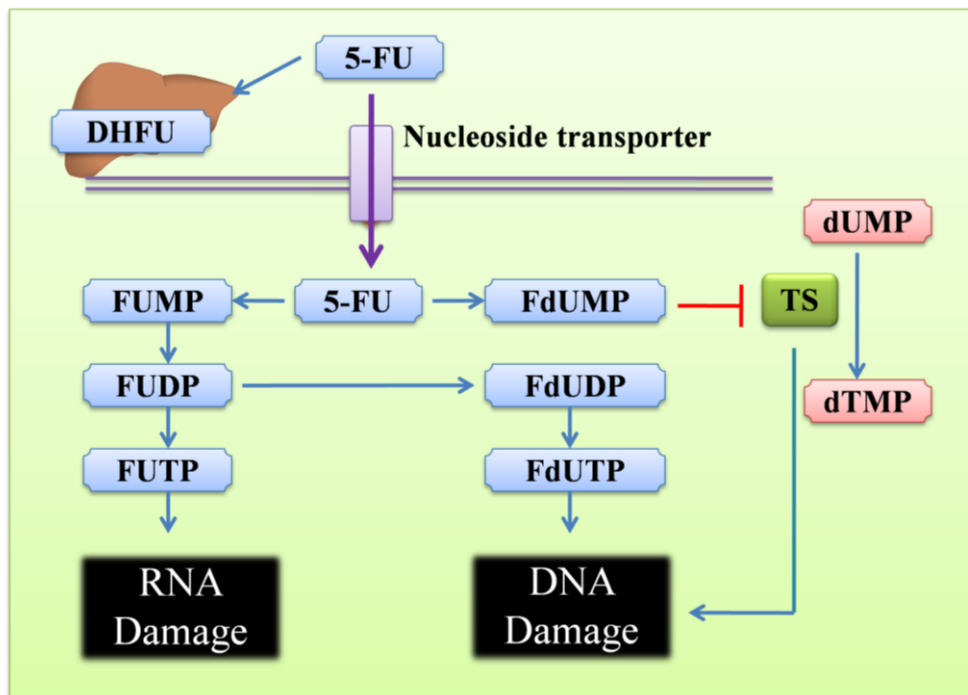 5-FU
DHFU
Nucleoside transporter
dUMP
FUMP
5-FU
FdUMP
TS
FUDP
FdUDP
dTMP
FUTP
FdUTP
RNA
Damage
DNA
Damage